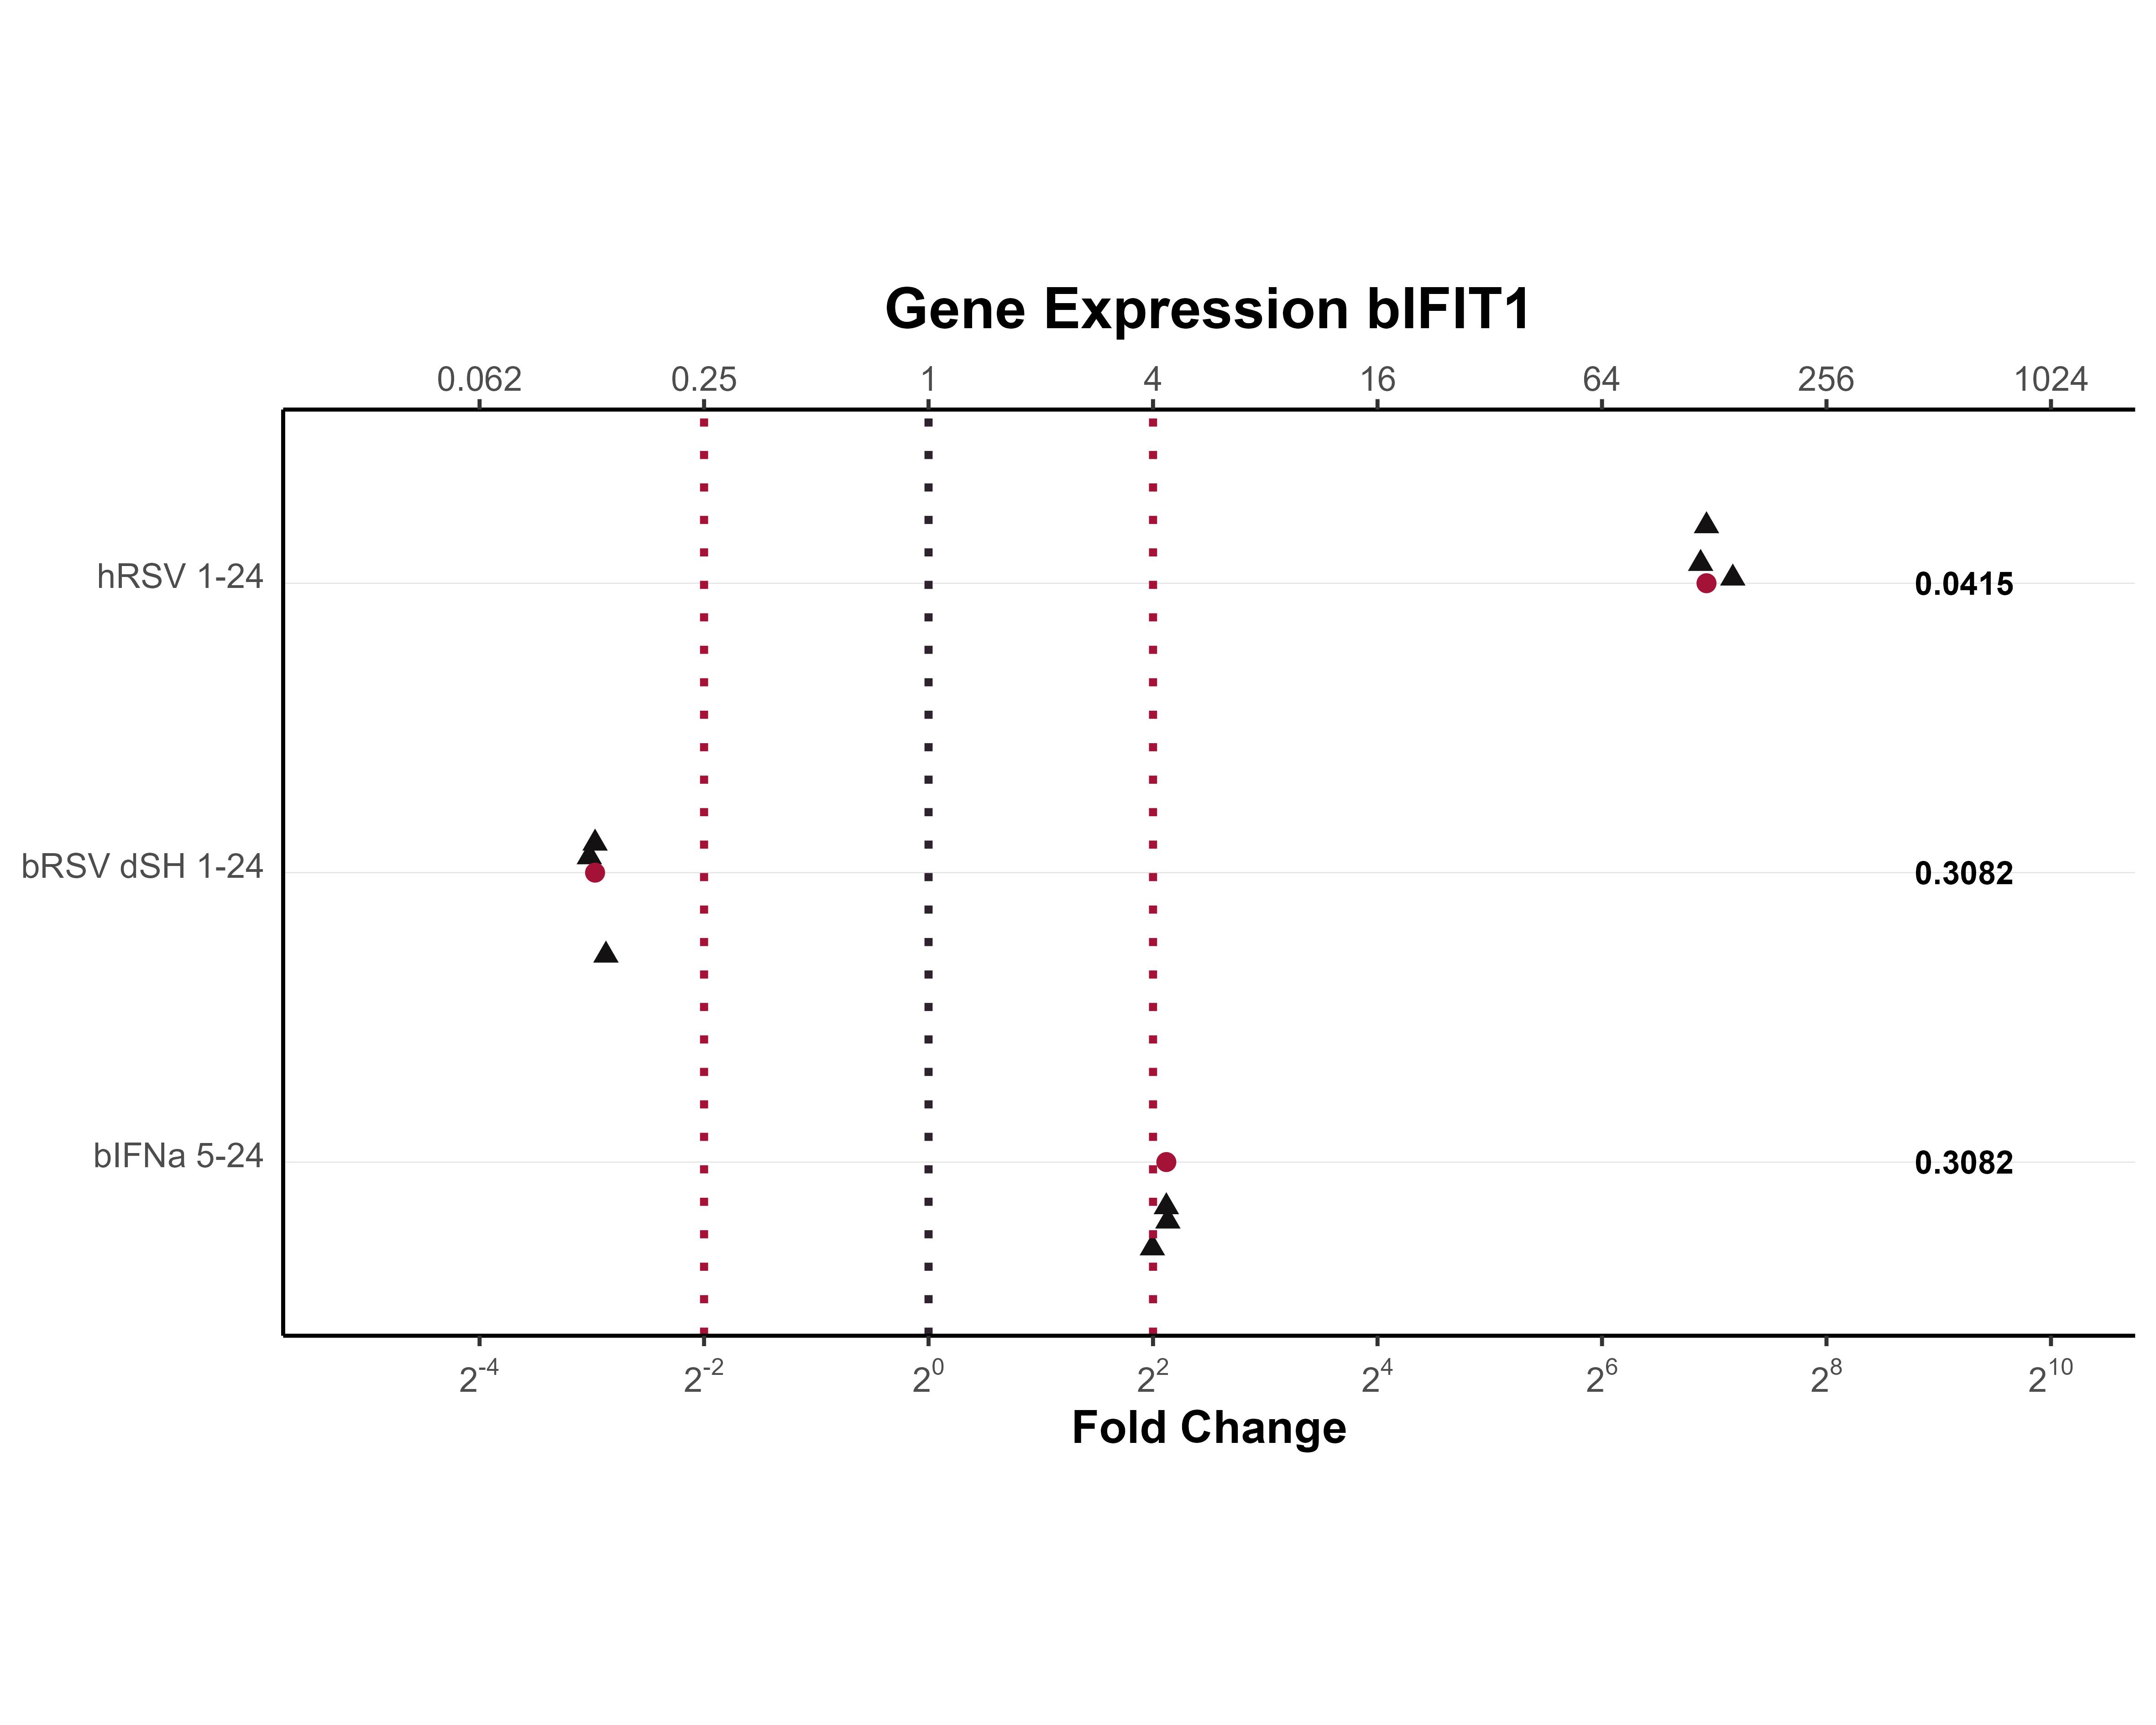 Gene Expression bIFIT1
0.062 0.25 1 4 16 64 256 1024
hRSV 1-24 0.0415
bRSV dSH 1-24 0.3082
bIFNa 5-24 0.3082
2⁻⁴ 2⁻² 2⁰ 2² 2⁴ 2⁶ 2⁸ 2¹⁰
Fold Change